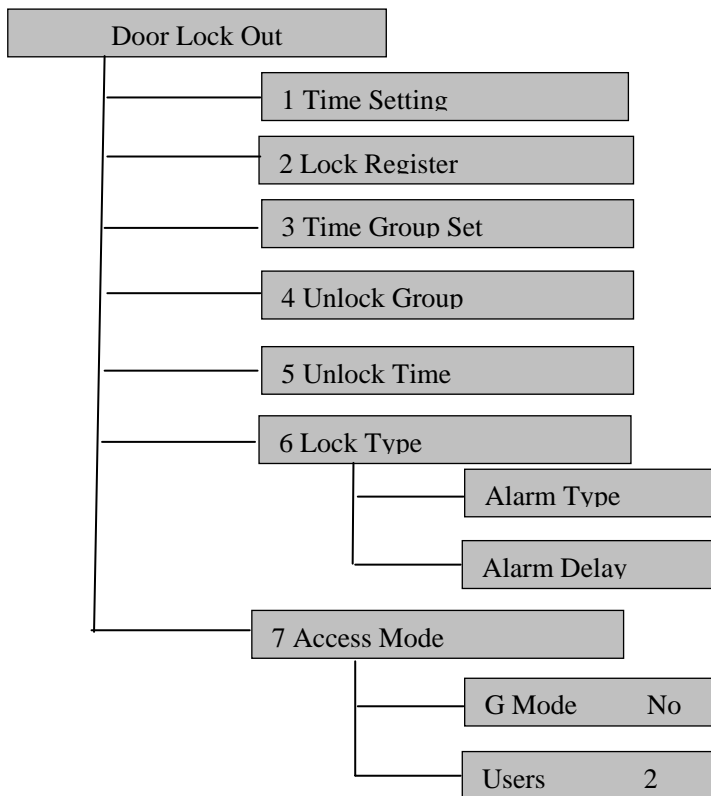 Door Lock Out
1 Time Setting
2 Lock Register
3 Time Group Set
4 Unlock Group
5 Unlock Time
6 Lock Type
Alarm Type
Alarm Delay
7 Access Mode
G Mode No
Users 2